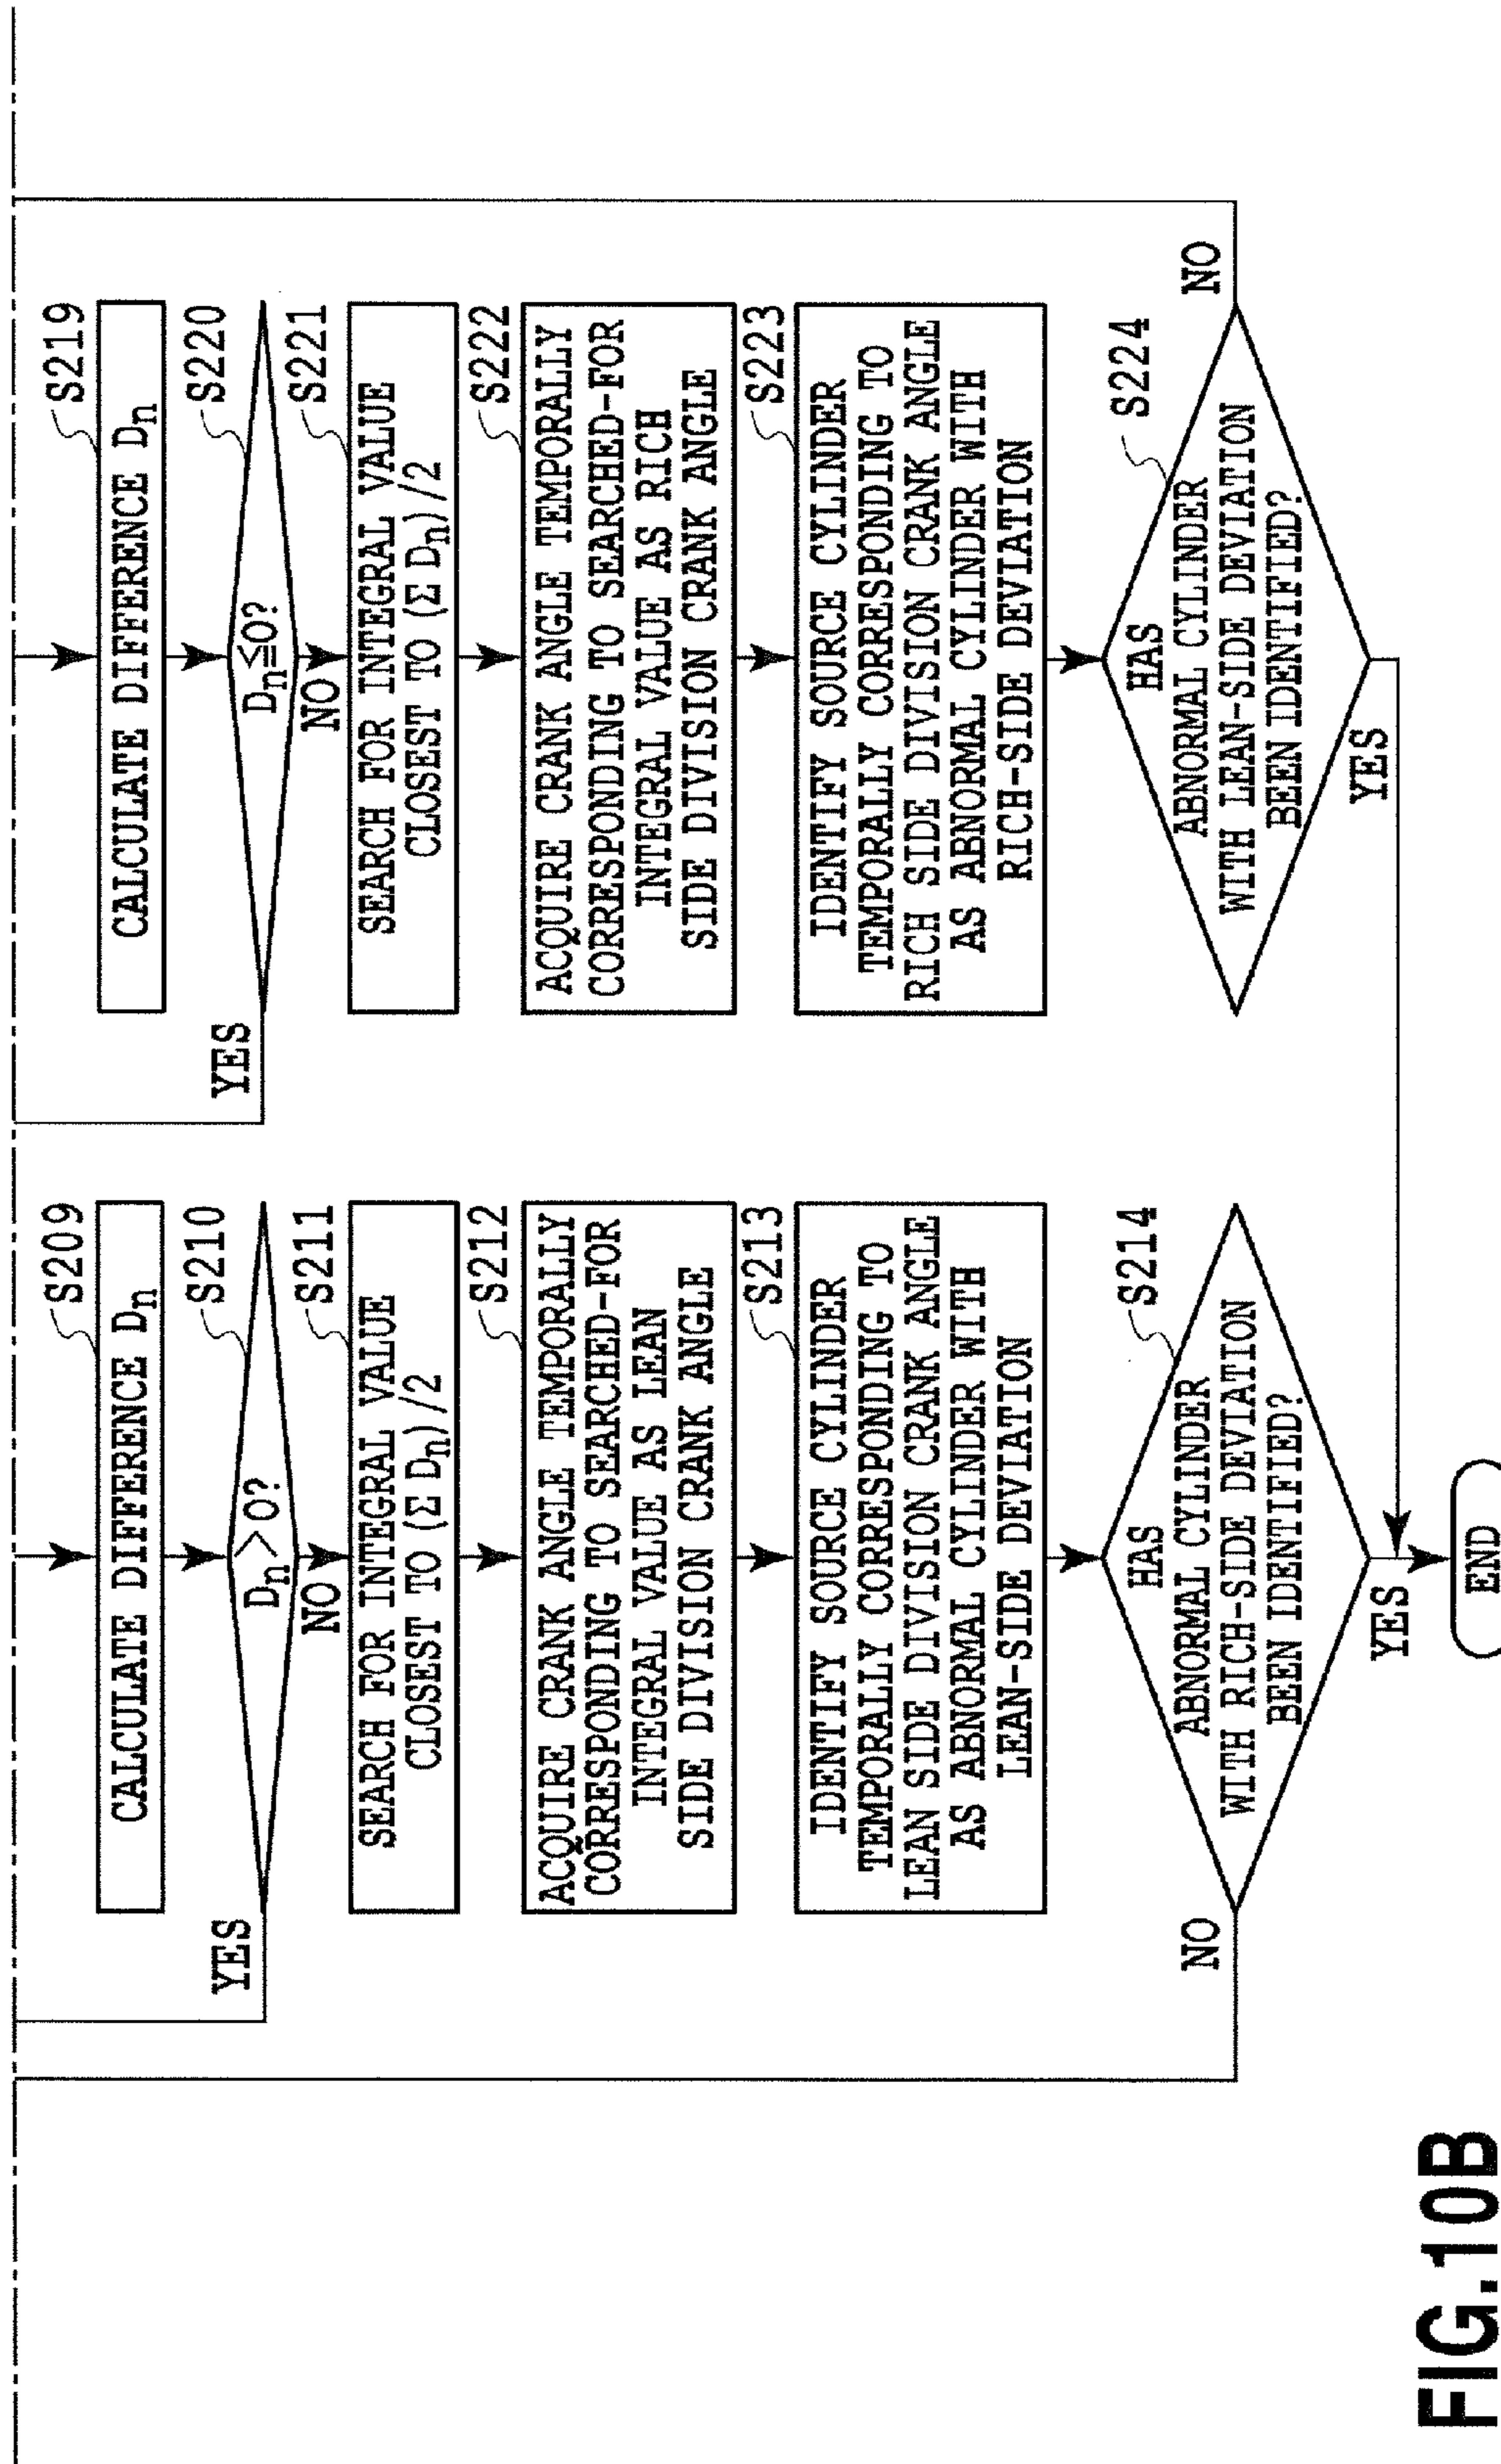 S209
CALCULATE DIFFERENCE Dn
S210
Dn > 0?
YES
NO
S211
SEARCH FOR INTEGRAL VALUE
CLOSEST TO (Σ Dn)/2
S212
ACQUIRE CRANK ANGLE TEMPORALLY
CORRESPONDING TO SEARCHED-FOR
INTEGRAL VALUE AS LEAN
SIDE DIVISION CRANK ANGLE
S213
IDENTIFY SOURCE CYLINDER
TEMPORALLY CORRESPONDING TO
LEAN SIDE DIVISION CRANK ANGLE
AS ABNORMAL CYLINDER WITH
LEAN-SIDE DEVIATION
S214
HAS
ABNORMAL CYLINDER
WITH RICH-SIDE DEVIATION
BEEN IDENTIFIED?
NO
YES
END
S219
CALCULATE DIFFERENCE Dn
S220
Dn≦0?
YES
NO
S221
SEARCH FOR INTEGRAL VALUE
CLOSEST TO (Σ Dn)/2
S222
ACQUIRE CRANK ANGLE TEMPORALLY
CORRESPONDING TO SEARCHED-FOR
INTEGRAL VALUE AS RICH
SIDE DIVISION CRANK ANGLE
S223
IDENTIFY SOURCE CYLINDER
TEMPORALLY CORRESPONDING TO
RICH SIDE DIVISION CRANK ANGLE
AS ABNORMAL CYLINDER WITH
RICH-SIDE DEVIATION
S224
HAS
ABNORMAL CYLINDER
WITH LEAN-SIDE DEVIATION
BEEN IDENTIFIED?
NO
YES
FIG.10B